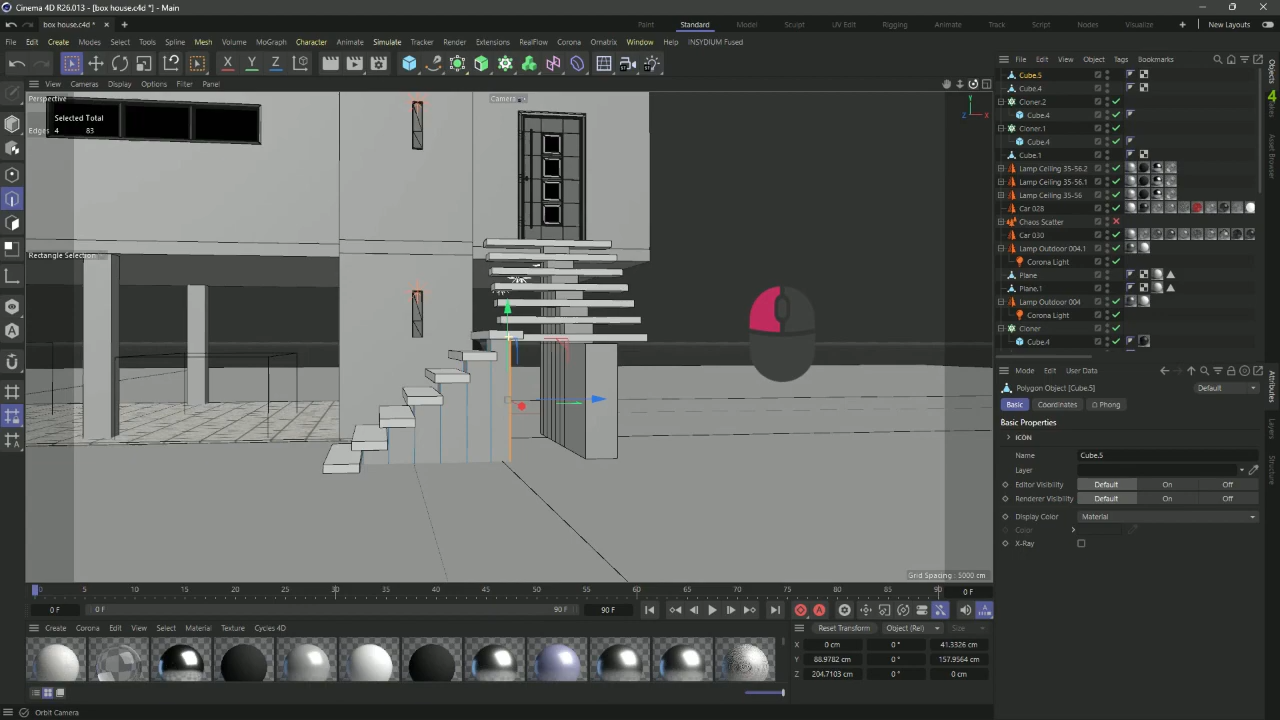 Cinema 4D R26.013 - [box house.c4d *] - Main
box house.c4d *
Paint
Standard
Model
Sculpt
UV Edit
Rigging
Animate
Track
Script
Nodes
Visualize
New Layouts
File
Edit
Create
Modes
Select
Tools
Spline
Mesh
Volume
MoGraph
Character
Animate
Simulate
Tracker
Render
Extensions
RealFlow
Corona
Ornatrix
Window
Help
INSYDIUM Fused
X
Y
Z
View
Cameras
Display
Options
Filter
Panel
Perspective
Camera
Selected Total
Edges
4
83
Rectangle Selection
Y
Z
X
Grid Spacing : 5000 cm
File
Edit
View
Object
Tags
Bookmarks
Cube.5
Cube.4
Cloner.2
Cube.4
Cloner.1
Cube.4
Cube.1
Lamp Ceiling 35-56.2
Lamp Ceiling 35-56.1
Lamp Ceiling 35-56
Car 028
Chaos Scatter
Car 030
Lamp Outdoor 004.1
Corona Light
Plane
Plane.1
Lamp Outdoor 004
Corona Light
Cloner
Cube.4
Objects
4
Asset Browser
Attributes
Layers
Structure
Mode
Edit
User Data
Polygon Object [Cube.5]
Default
Basic
Coordinates
Phong
Basic Properties
ICON
Name
Cube.5
Layer
Editor Visibility
Default
On
Off
Renderer Visibility
Default
On
Off
Display Color
Material
Color
X-Ray
0
5
10
15
20
25
30
35
40
45
50
55
60
65
70
75
80
85
90
0 F
0 F
0 F
90 F
90 F
Create
Corona
Edit
View
Select
Material
Texture
Cycles 4D
Reset Transform
Object (Rel)
Size
X
0 cm
0 °
41.3326 cm
Y
88.9782 cm
0 °
157.9564 cm
Z
204.7103 cm
0 °
0 cm
Orbit Camera